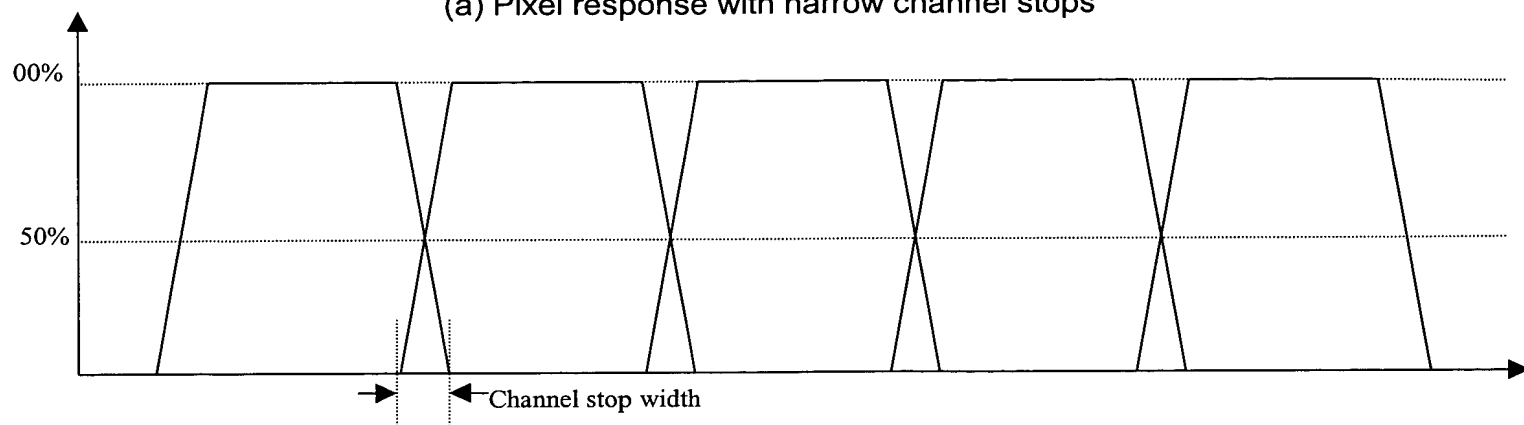 (a) Pixel response with narrow channel stops
00%
50%
Channel stop width